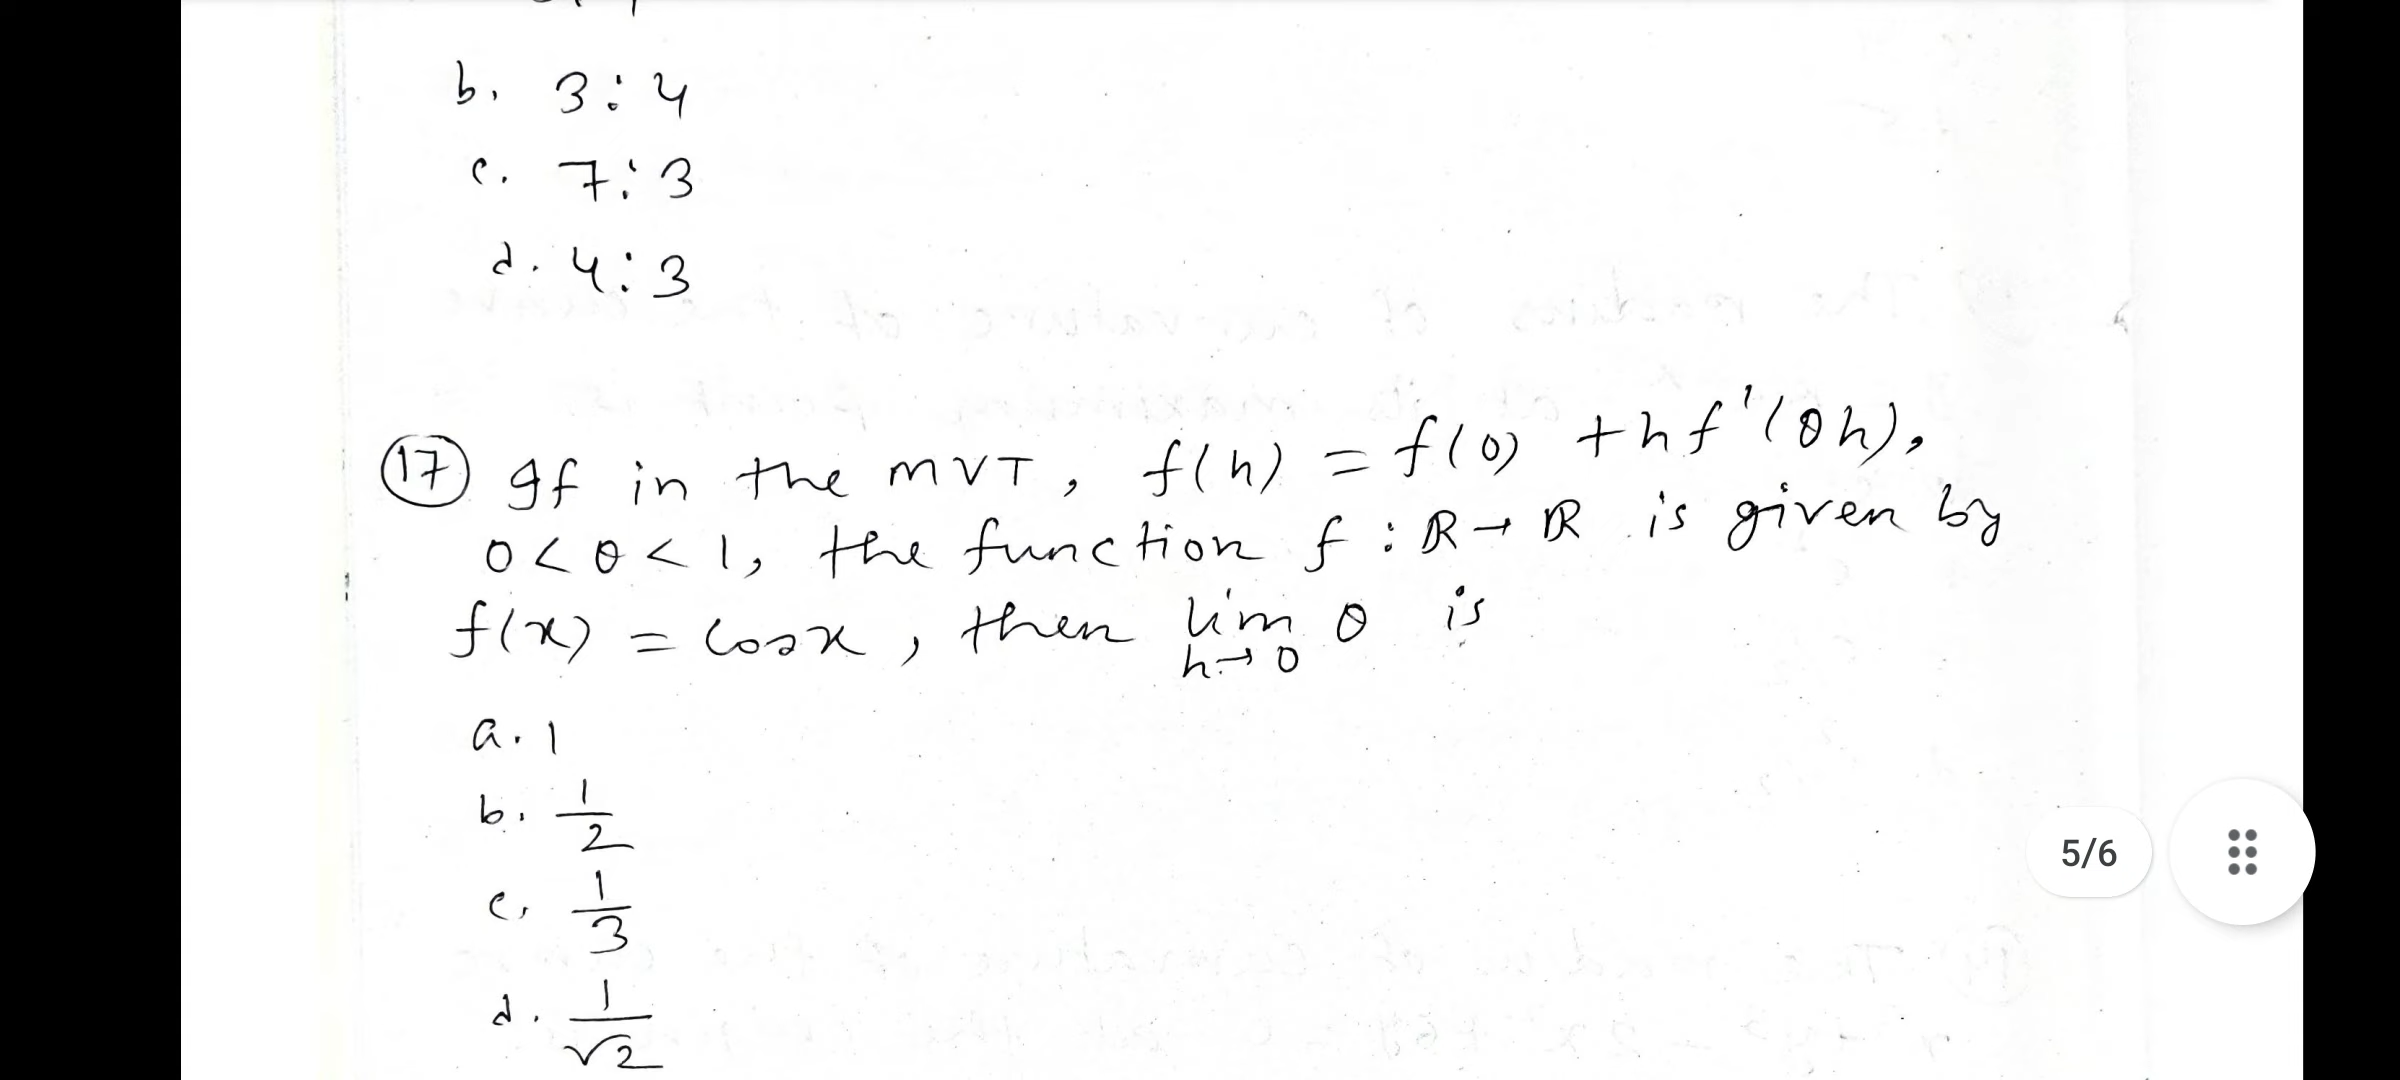 b. 3:4
c. 7:3
d. 4:3
(17) If in the MVT, f(h) = f(0) + hf'(θh),
0<θ<1, the function f : ℝ→ℝ is given by
f(x) = cosx, then lim θ is
h→0
a. 1
b. 1/2
c. 1/3
d. 1/√2
5/6